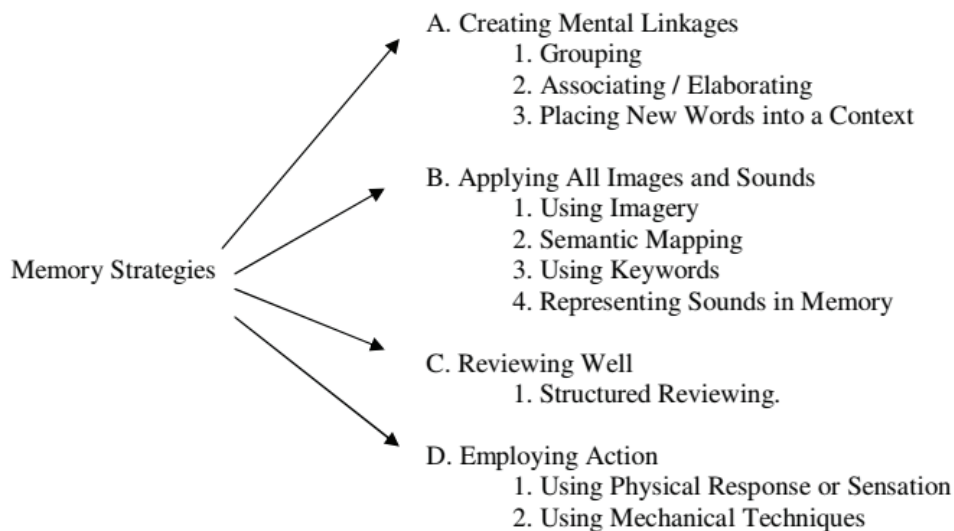 A. Creating Mental Linkages
1. Grouping
2. Associating / Elaborating
3. Placing New Words into a Context
B. Applying All Images and Sounds
1. Using Imagery
2. Semantic Mapping
Memory Strategies
3. Using Keywords
4. Representing Sounds in Memory
C. Reviewing Well
1. Structured Reviewing.
D. Employing Action
1. Using Physical Response or Sensation
2. Using Mechanical Techniques